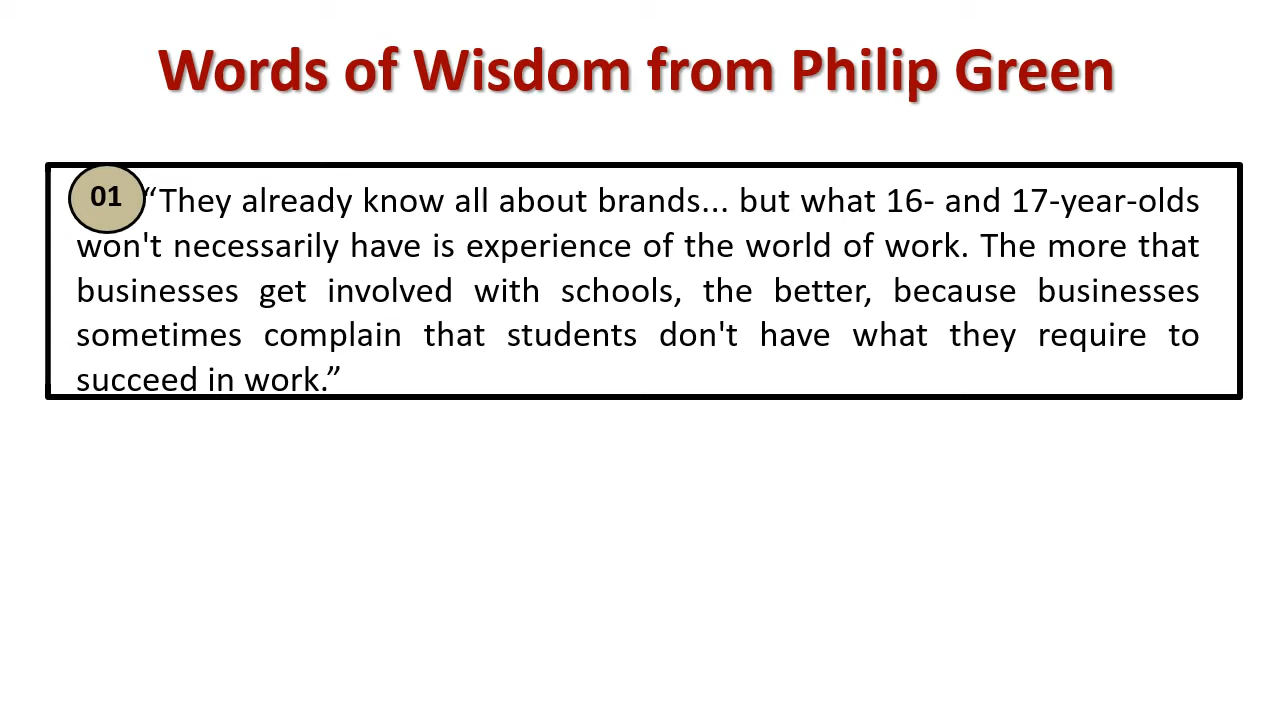 Words of Wisdom from Philip Green
01 “They already know all about brands... but what 16- and 17-year-olds
won't necessarily have is experience of the world of work. The more that
businesses get involved with schools, the better, because businesses
sometimes complain that students don't have what they require to
succeed in work.”